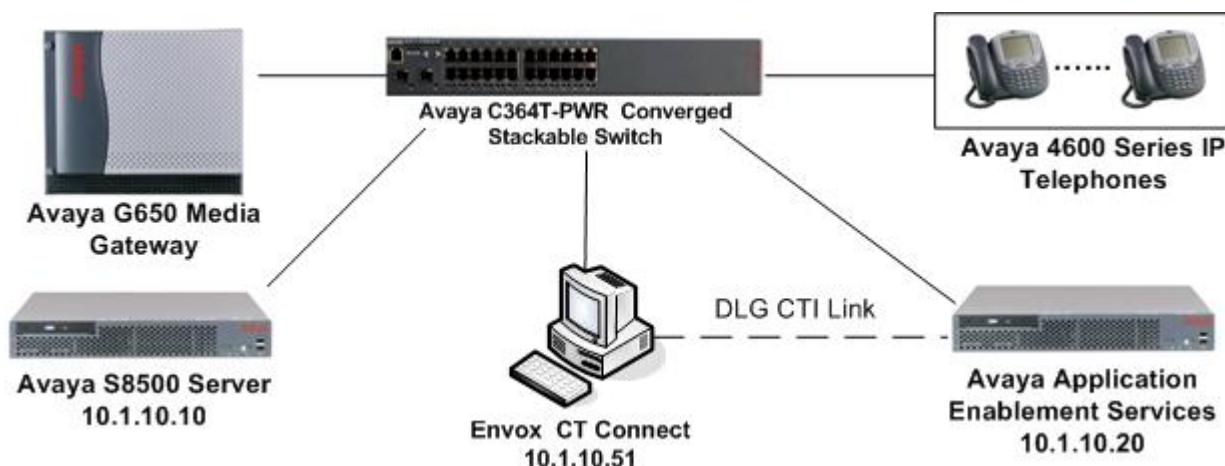 Avaya C364T-PWR Converged
Stackable Switch
Avaya G650 Media
Gateway
Avaya 4600 Series IP
Telephones
DLG CTI Link
Avaya S8500 Server
10.1.10.10
Envox CT Connect
10.1.10.51
Avaya Application
Enablement Services
10.1.10.20